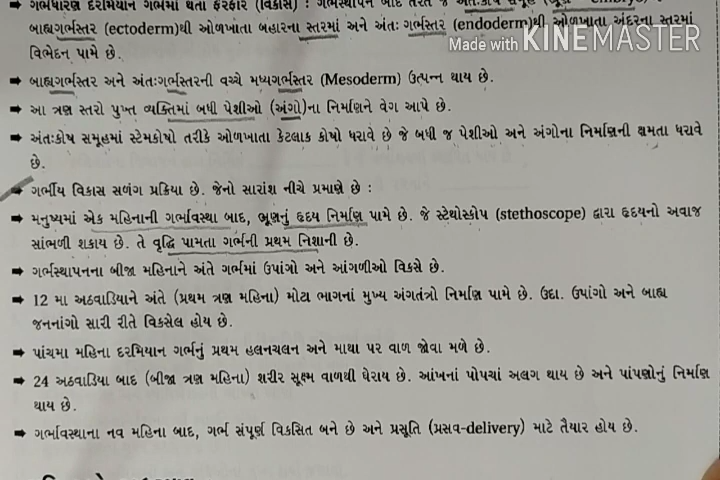 ➡ ગર્ભધારણ દરમિયાન ગર્ભમાં થતા ફેરફાર (વિકાસ) : ગર્ભસ્થાપન બાદ તરત જ અંતઃકોષ સમૂહ
બાહ્યગર્ભસ્તર (ectoderm)થી ઓળખાતા બહારના સ્તરમાં અને અંતઃ ગર્ભસ્તર (endoderm)થી ઓળખાતા અંદરના સ્તરમાં
Made with KINEMASTER
વિભેદન પામે છે.
➡ બાહ્યગર્ભસ્તર અને અંતઃગર્ભસ્તરની વચ્ચે મધ્યગર્ભસ્તર (Mesoderm) ઉત્પન્ન થાય છે.
➡ આ ત્રણ સ્તરો પુખ્ત વ્યક્તિમાં બધી પેશીઓ (અંગો)ના નિર્માણને વેગ આપે છે.
➡ અંતઃકોષ સમૂહમાં સ્ટેમકોષો તરીકે ઓળખાતા કેટલાક કોષો ધરાવે છે જે બધી જ પેશીઓ અને અંગોના નિર્માણની ક્ષમતા ધરાવે
છે.
➡ ગર્ભીય વિકાસ સળંગ પ્રક્રિયા છે. જેનો સારાંશ નીચે પ્રમાણે છે :
➡ મનુષ્યમાં એક મહિનાની ગર્ભાવસ્થા બાદ, ભ્રૂણનું હૃદય નિર્માણ પામે છે. જે સ્ટેથોસ્કોપ (stethoscope) દ્વારા હૃદયનો અવાજ
સાંભળી શકાય છે. તે વૃદ્ધિ પામતા ગર્ભની પ્રથમ નિશાની છે.
➡ ગર્ભસ્થાપનના બીજા મહિનાને અંતે ગર્ભમાં ઉપાંગો અને આંગળીઓ વિકસે છે.
➡ 12 મા અઠવાડિયાને અંતે (પ્રથમ ત્રણ મહિના) મોટા ભાગનાં મુખ્ય અંગતંત્રો નિર્માણ પામે છે. ઉદા. ઉપાંગો અને બાહ્ય
જનનાંગો સારી રીતે વિકસેલ હોય છે.
➡ પાંચમા મહિના દરમિયાન ગર્ભનું પ્રથમ હલનચલન અને માથા પર વાળ જોવા મળે છે.
➡ 24 અઠવાડિયા બાદ (બીજા ત્રણ મહિના) શરીર સૂક્ષ્મ વાળથી ઘેરાય છે. આંખનાં પોપચાં અલગ થાય છે અને પાંપણોનું નિર્માણ
થાય છે.
➡ ગર્ભાવસ્થાના નવ મહિના બાદ, ગર્ભ સંપૂર્ણ વિકસિત બને છે અને પ્રસૂતિ (પ્રસવ-delivery) માટે તૈયાર હોય છે.